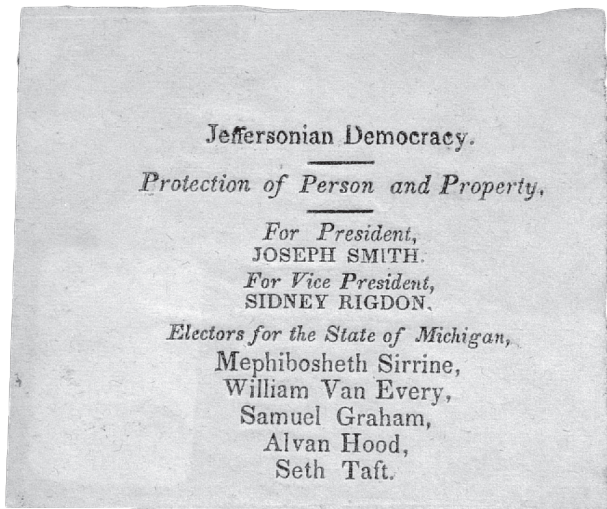 Jeffersonian Democracy.
Protection of Person and Property,
For President,
JOSEPH SMITH.
For Vice President,
SIDNEY RIGDON.
Electors for the State of Michigan,
Mephibosheth Sirrine,
William Van Every,
Samuel Graham,
Alvan Hood,
Seth Taft.